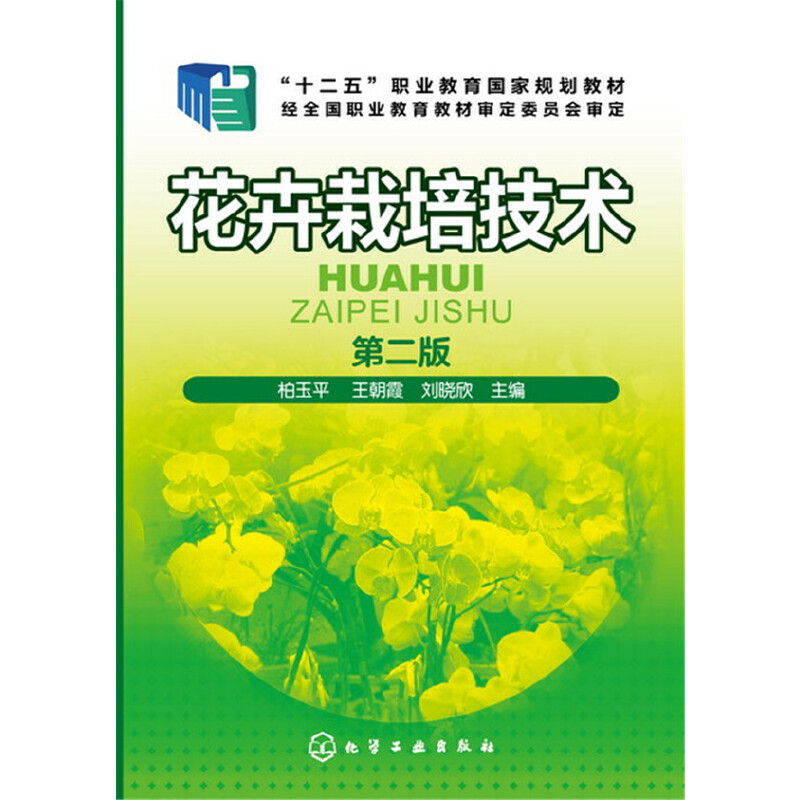 “十二五”职业教育国家规划教材
经全国职业教育教材审定委员会审定
花卉栽培技术
HUAHUI
ZAIPEI JISHU
第二版
柏玉平 王朝霞 刘晓欣 主编
化学工业出版社